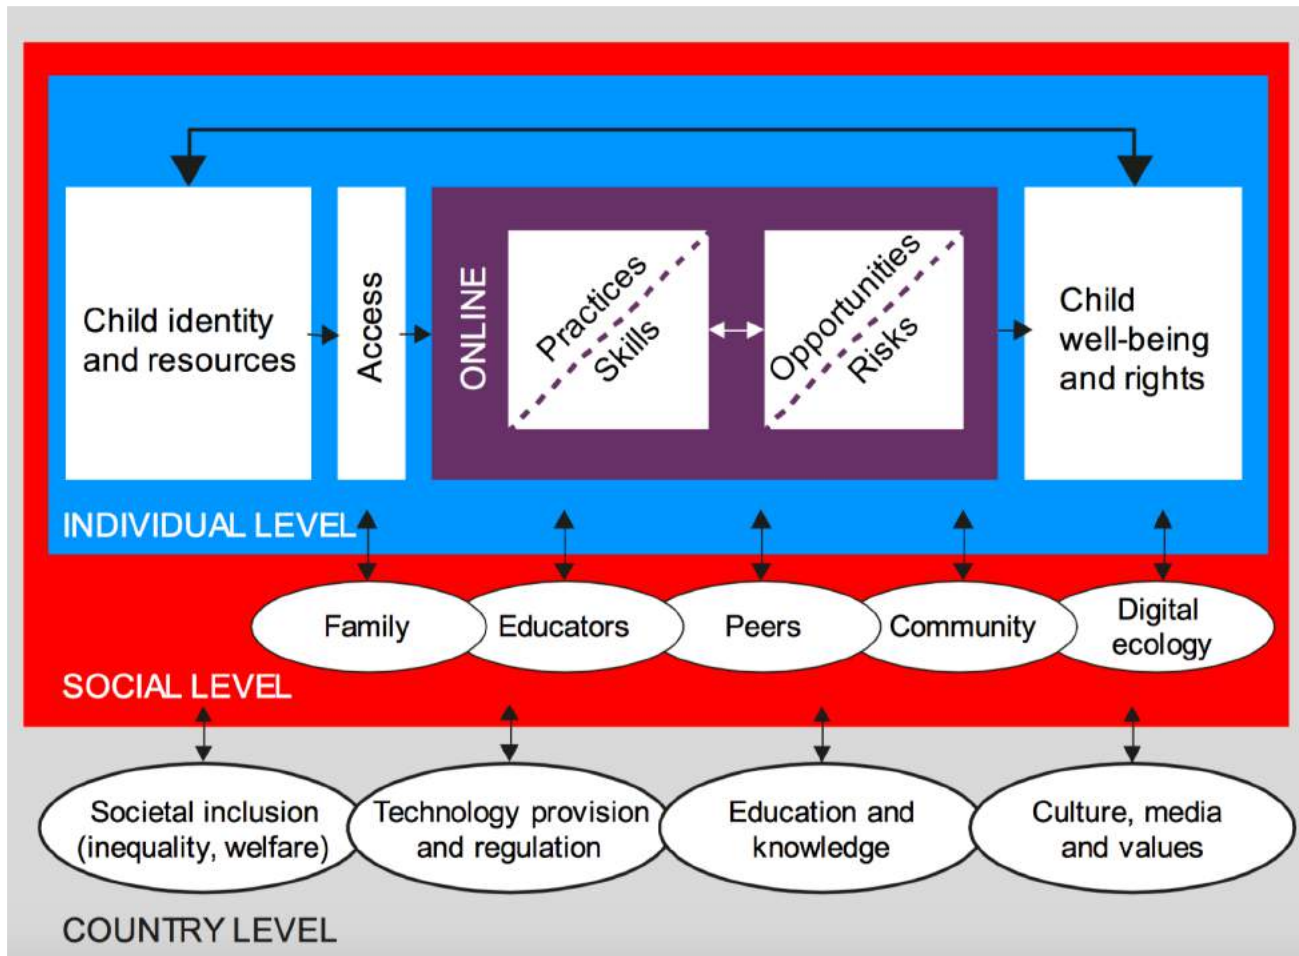 Child identity
and resources
Access
ONLINE
Practices
Skills
Opportunities
Risks
Child
well-being
and rights
INDIVIDUAL LEVEL
Family
Educators
Peers
Community
Digital
ecology
SOCIAL LEVEL
Societal inclusion
(inequality, welfare)
Technology provision
and regulation
Education and
knowledge
Culture, media
and values
COUNTRY LEVEL